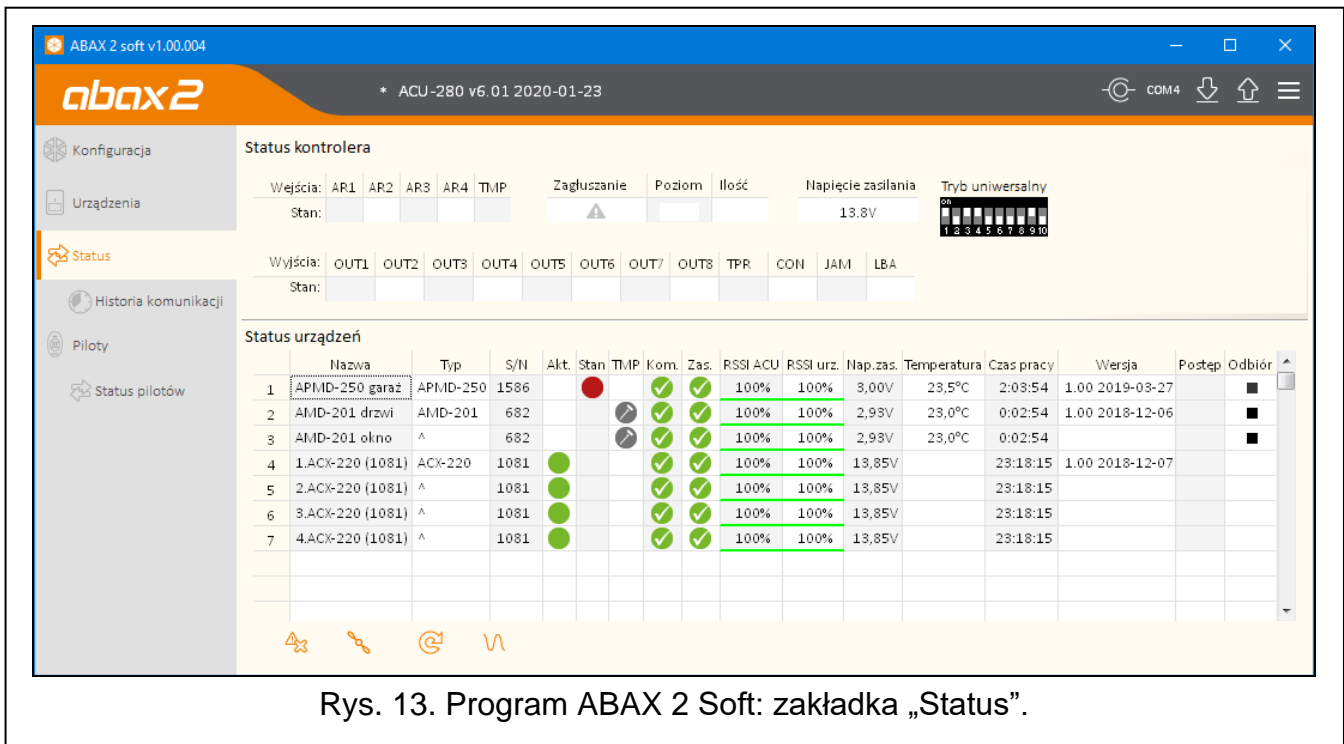 ABAX 2 soft v1.00.004
abax2
* ACU-280 v6.01 2020-01-23
COM4
Konfiguracja
Urządzenia
Status
Historia komunikacji
Piloty
Status pilotów
Status kontrolera
Wejścia: AR1 AR2 AR3 AR4 TMP Zagłuszanie Poziom Ilość Napięcie zasilania Tryb uniwersalny
Stan: 13.8V
on
1 2 3 4 5 6 7 8 9 10
Wyjścia: OUT1 OUT2 OUT3 OUT4 OUT5 OUT6 OUT7 OUT8 TPR CON JAM LBA
Stan:
Status urządzeń
Nazwa Typ S/N Akt. Stan TMP Kom. Zas. RSSI ACU RSSI urz. Nap.zas. Temperatura Czas pracy Wersja Postęp Odbiór
1 APMD-250 garaż APMD-250 1586 100% 100% 3,00V 23,5°C 2:03:54 1.00 2019-03-27
2 AMD-201 drzwi AMD-201 682 100% 100% 2,93V 23,0°C 0:02:54 1.00 2018-12-06
3 AMD-201 okno ^ 682 100% 100% 2,93V 23,0°C 0:02:54
4 1.ACX-220 (1081) ACX-220 1081 100% 100% 13,85V 23:18:15 1.00 2018-12-07
5 2.ACX-220 (1081) ^ 1081 100% 100% 13,85V 23:18:15
6 3.ACX-220 (1081) ^ 1081 100% 100% 13,85V 23:18:15
7 4.ACX-220 (1081) ^ 1081 100% 100% 13,85V 23:18:15
Rys. 13. Program ABAX 2 Soft: zakładka „Status”.